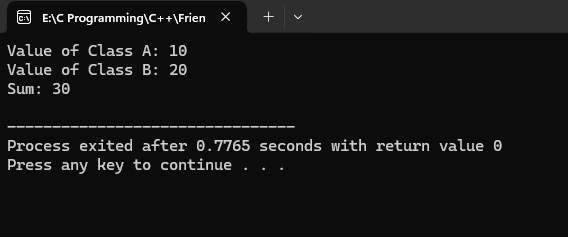 E:\C Programming\C++\Frien
Value of Class A: 10
Value of Class B: 20
Sum: 30
--------------------------------
Process exited after 0.7765 seconds with return value 0
Press any key to continue . . .